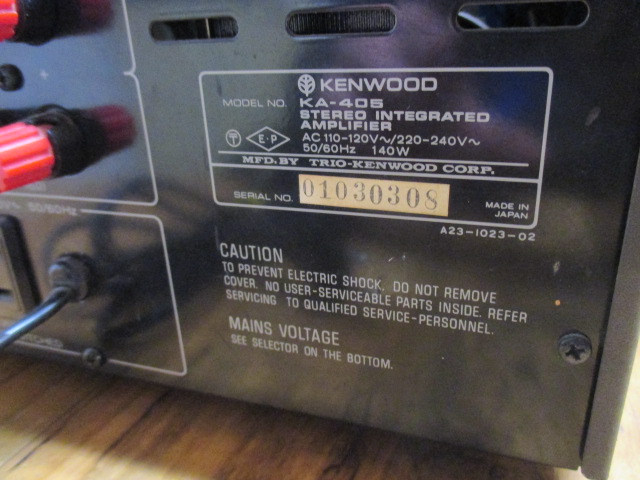 KENWOOD
MODEL NO. KA-405
STEREO INTEGRATED
AMPLIFIER
AC 110-120V~/220-240V~
50/60Hz 140W
T E·P
MFD.BY TRIO-KENWOOD CORP.
SERIAL NO. 01030308
MADE IN
JAPAN
A23-1023-02
50/60Hz
CAUTION
TO PREVENT ELECTRIC SHOCK, DO NOT REMOVE
COVER. NO USER-SERVICEABLE PARTS INSIDE. REFER
SERVICING TO QUALIFIED SERVICE-PERSONNEL.
MAINS VOLTAGE
SEE SELECTOR ON THE BOTTOM.